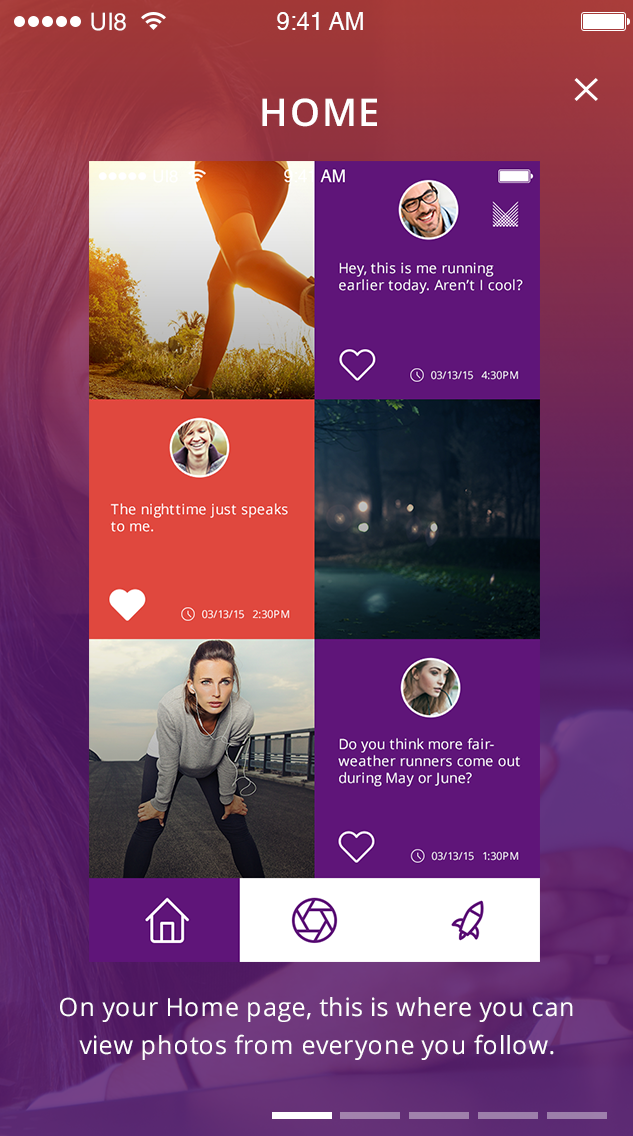 UI8 9:41 AM
HOME
UI8 9:41 AM
Hey, this is me running
earlier today. Aren't I cool?
03/13/15 4:30PM
The nighttime just speaks
to me.
03/13/15 2:30PM
Do you think more fair-
weather runners come out
during May or June?
03/13/15 1:30PM
On your Home page, this is where you can
view photos from everyone you follow.